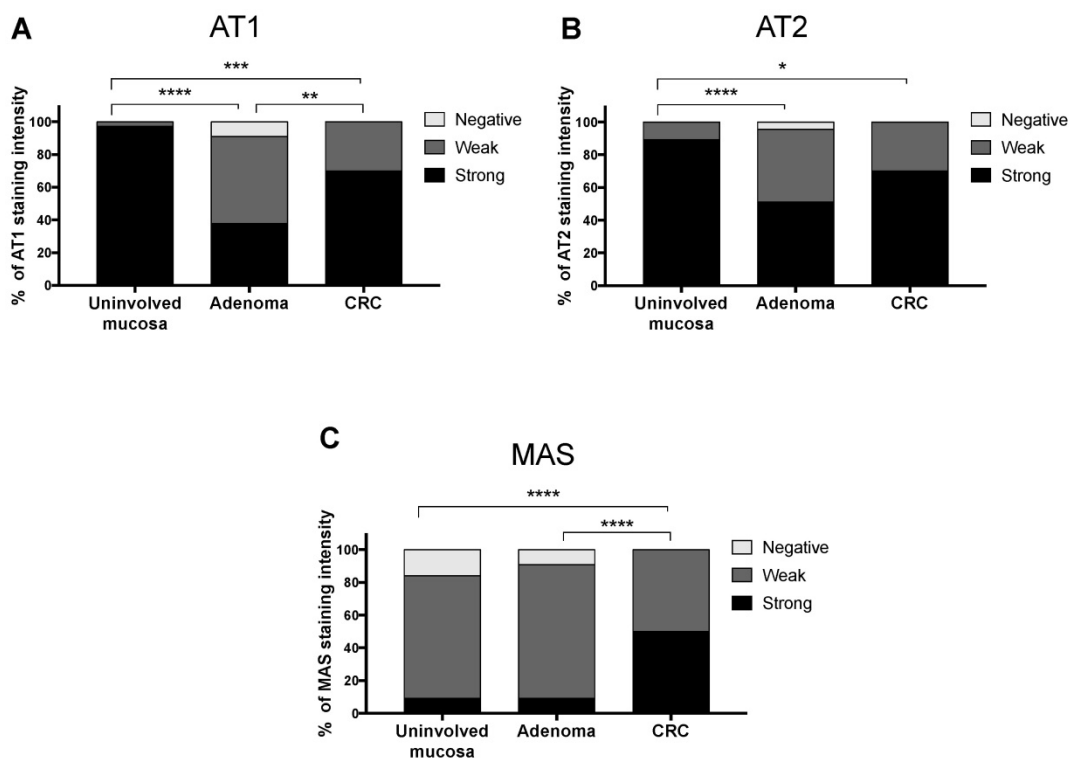 A
AT1
***
****
**
% of AT1 staining intensity
100
80
60
40
20
0
Uninvolved
mucosa
Adenoma
CRC
Negative
Weak
Strong
B
AT2
*
****
% of AT2 staining intensity
100
80
60
40
20
0
Uninvolved
mucosa
Adenoma
CRC
Negative
Weak
Strong
C
MAS
****
****
% of MAS staining intensity
100
80
60
40
20
0
Uninvolved
mucosa
Adenoma
CRC
Negative
Weak
Strong